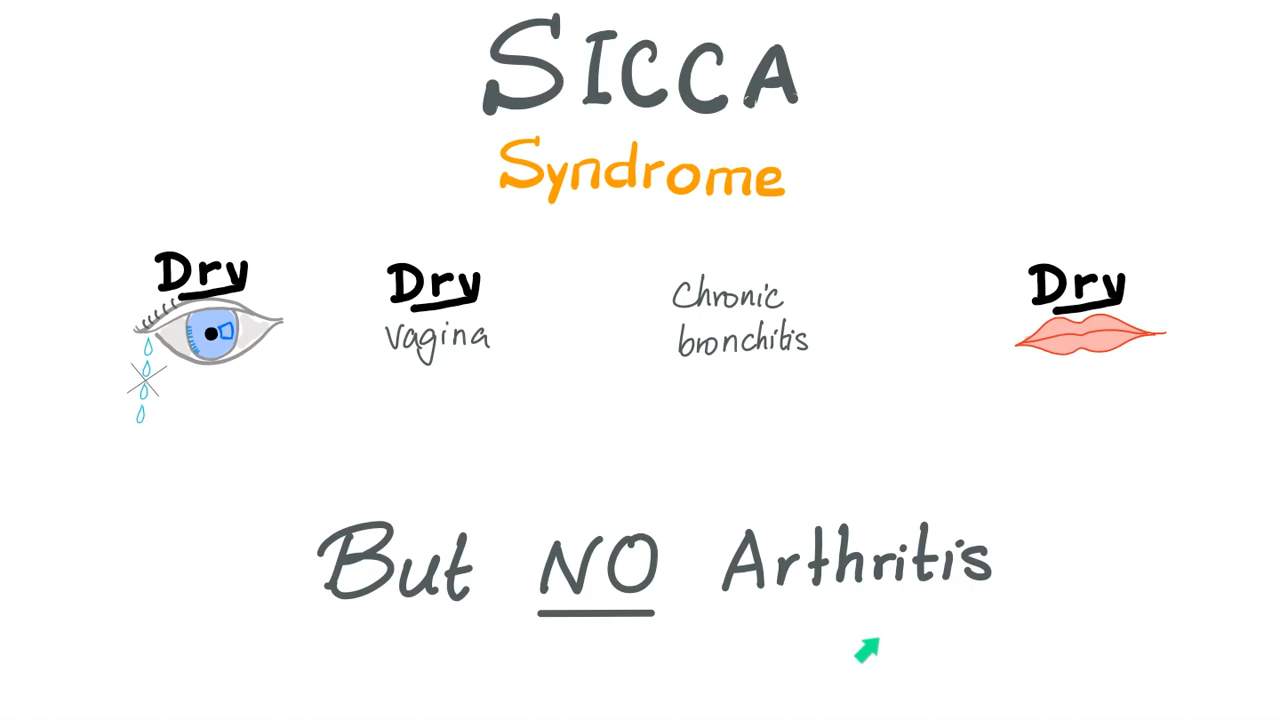 SICCA
Syndrome
Dry
Dry
vagina
Chronic
bronchitis
Dry
But NO Arthritis